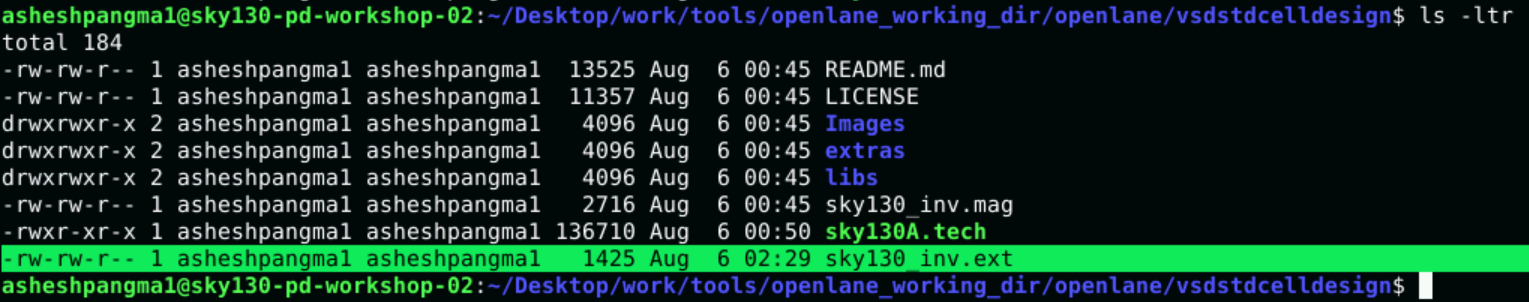 asheshpangma1@sky130-pd-workshop-02:~/Desktop/work/tools/openlane_working_dir/openlane/vsdstdcelldesign$ ls -ltr
total 184
-rw-rw-r-- 1 asheshpangma1 asheshpangma1  13525 Aug  6 00:45 README.md
-rw-rw-r-- 1 asheshpangma1 asheshpangma1  11357 Aug  6 00:45 LICENSE
drwxrwxr-x 2 asheshpangma1 asheshpangma1   4096 Aug  6 00:45 Images
drwxrwxr-x 2 asheshpangma1 asheshpangma1   4096 Aug  6 00:45 extras
drwxrwxr-x 2 asheshpangma1 asheshpangma1   4096 Aug  6 00:45 libs
-rw-rw-r-- 1 asheshpangma1 asheshpangma1   2716 Aug  6 00:45 sky130_inv.mag
-rwxr-xr-x 1 asheshpangma1 asheshpangma1 136710 Aug  6 00:50 sky130A.tech
-rw-rw-r-- 1 asheshpangma1 asheshpangma1   1425 Aug  6 02:29 sky130_inv.ext
asheshpangma1@sky130-pd-workshop-02:~/Desktop/work/tools/openlane_working_dir/openlane/vsdstdcelldesign$